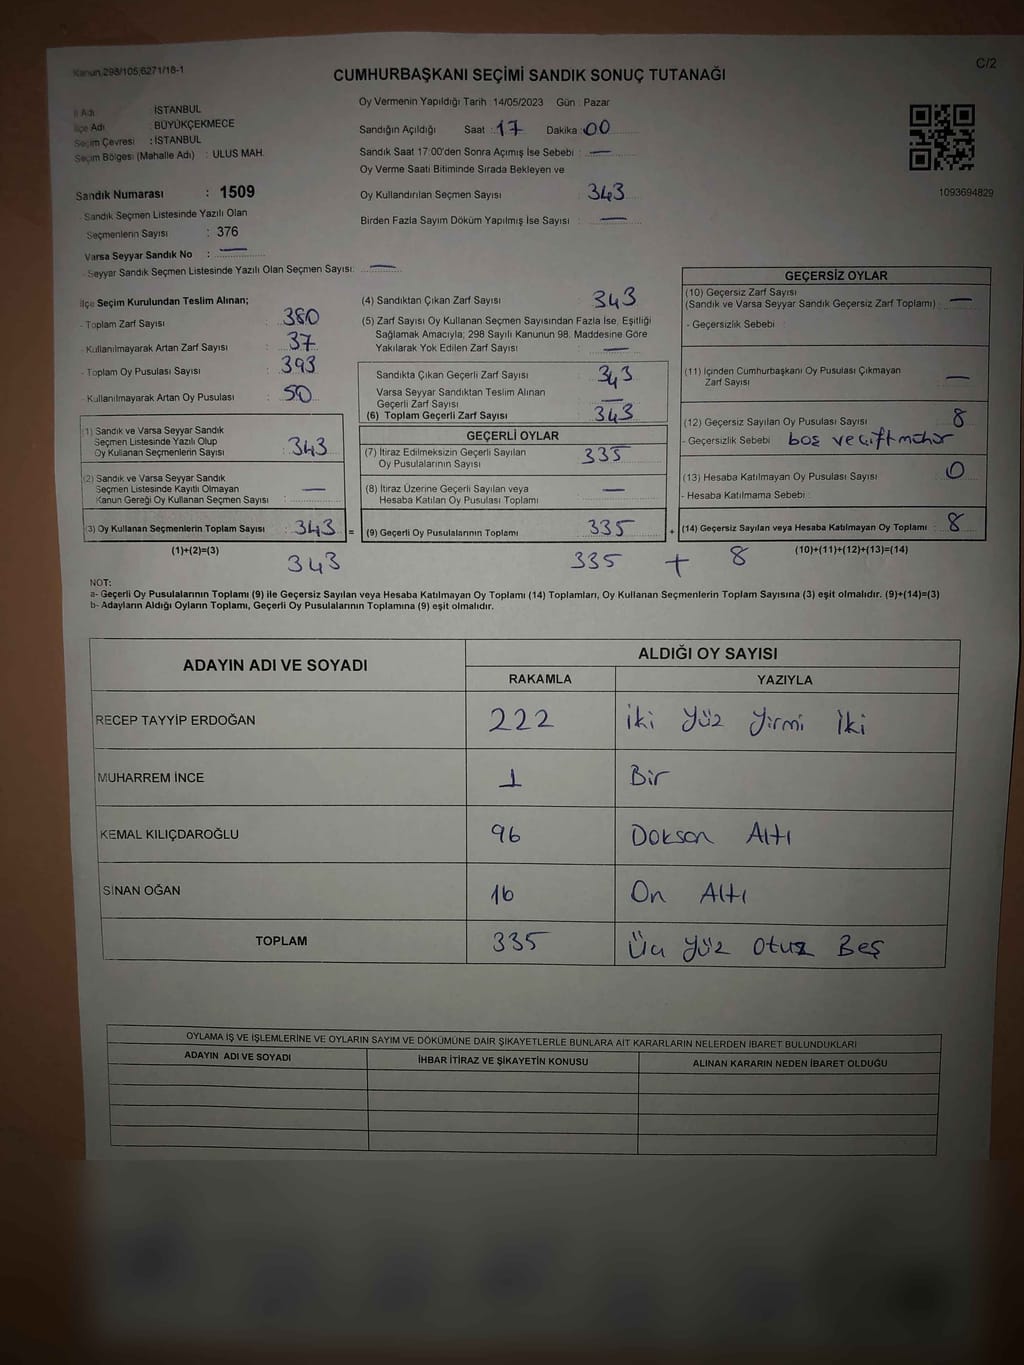 Kanun 298/105,6271/18-1
C/2
CUMHURBAŞKANI SEÇİMİ SANDIK SONUÇ TUTANAĞI
İl Adı İSTANBUL
İlçe Adı BÜYÜKÇEKMECE
Seçim Çevresi : İSTANBUL
Seçim Bölgesi (Mahalle Adı) : ULUS MAH.
Sandık Numarası : 1509
Sandık Seçmen Listesinde Yazılı Olan
Seçmenlerin Sayısı : 376
Varsa Seyyar Sandık No : —
Seyyar Sandık Seçmen Listesinde Yazılı Olan Seçmen Sayısı: —
Oy Vermenin Yapıldığı Tarih : 14/05/2023 Gün : Pazar
Sandığın Açıldığı Saat : 17 Dakika : 00
Sandık Saat 17:00'den Sonra Açımış İse Sebebi : —
Oy Verme Saati Bitiminde Sırada Bekleyen ve
Oy Kullandırılan Seçmen Sayısı : 343
Birden Fazla Sayım Döküm Yapılmış İse Sayısı : —
1093694829
İlçe Seçim Kurulundan Teslim Alınan;
- Toplam Zarf Sayısı : 380
- Kullanılmayarak Artan Zarf Sayısı : 37
- Toplam Oy Pusulası Sayısı : 393
- Kullanılmayarak Artan Oy Pusulası : 50
(1) Sandık ve Varsa Seyyar Sandık
Seçmen Listesinde Yazılı Olup
Oy Kullanan Seçmenlerin Sayısı : 343
(2) Sandık ve Varsa Seyyar Sandık
Seçmen Listesinde Kayıtlı Olmayan
Kanun Gereği Oy Kullanan Seçmen Sayısı : —
(3) Oy Kullanan Seçmenlerin Toplam Sayısı : 343 =
(1)+(2)=(3)
343
(4) Sandıktan Çıkan Zarf Sayısı : 343
(5) Zarf Sayısı Oy Kullanan Seçmen Sayısından Fazla İse, Eşitliği
Sağlamak Amacıyla; 298 Sayılı Kanunun 98. Maddesine Göre
Yakılarak Yok Edilen Zarf Sayısı : —
Sandıkta Çıkan Geçerli Zarf Sayısı : 343
Varsa Seyyar Sandıktan Teslim Alınan
Geçerli Zarf Sayısı : —
(6) Toplam Geçerli Zarf Sayısı : 343
GEÇERLİ OYLAR
(7) İtiraz Edilmeksizin Geçerli Sayılan
Oy Pusulalarının Sayısı : 335
(8) İtiraz Üzerine Geçerli Sayılan veya
Hesaba Katılan Oy Pusulası Toplamı : —
(9) Geçerli Oy Pusulalarının Toplamı : 335 +
335 + 8
GEÇERSİZ OYLAR
(10) Geçersiz Zarf Sayısı
(Sandık ve Varsa Seyyar Sandık Geçersiz Zarf Toplamı) : —
- Geçersizlik Sebebi :
(11) İçinden Cumhurbaşkanı Oy Pusulası Çıkmayan
Zarf Sayısı : —
(12) Geçersiz Sayılan Oy Pusulası Sayısı : 8
- Geçersizlik Sebebi boş ve çift mühür
(13) Hesaba Katılmayan Oy Pusulası Sayısı : 0
- Hesaba Katılmama Sebebi :
(14) Geçersiz Sayılan veya Hesaba Katılmayan Oy Toplamı : 8
(10)+(11)+(12)+(13)=(14)
NOT:
a- Geçerli Oy Pusulalarının Toplamı (9) ile Geçersiz Sayılan veya Hesaba Katılmayan Oy Toplamı (14) Toplamları, Oy Kullanan Seçmenlerin Toplam Sayısına (3) eşit olmalıdır. (9)+(14)=(3)
b- Adayların Aldığı Oyların Toplamı, Geçerli Oy Pusulalarının Toplamına (9) eşit olmalıdır.
ADAYIN ADI VE SOYADI ALDIĞI OY SAYISI
RAKAMLA YAZIYLA
RECEP TAYYİP ERDOĞAN 222 İki Yüz Yirmi İki
MUHARREM İNCE 1 Bir
KEMAL KILIÇDAROĞLU 96 Doksan Altı
SİNAN OĞAN 16 On Altı
TOPLAM 335 Üç Yüz Otuz Beş
OYLAMA İŞ VE İŞLEMLERİNE VE OYLARIN SAYIM VE DÖKÜMÜNE DAİR ŞİKAYETLERLE BUNLARA AİT KARARLARIN NELERDEN İBARET BULUNDUKLARI
ADAYIN ADI VE SOYADI İHBAR İTİRAZ VE ŞİKAYETİN KONUSU ALINAN KARARIN NEDEN İBARET OLDUĞU